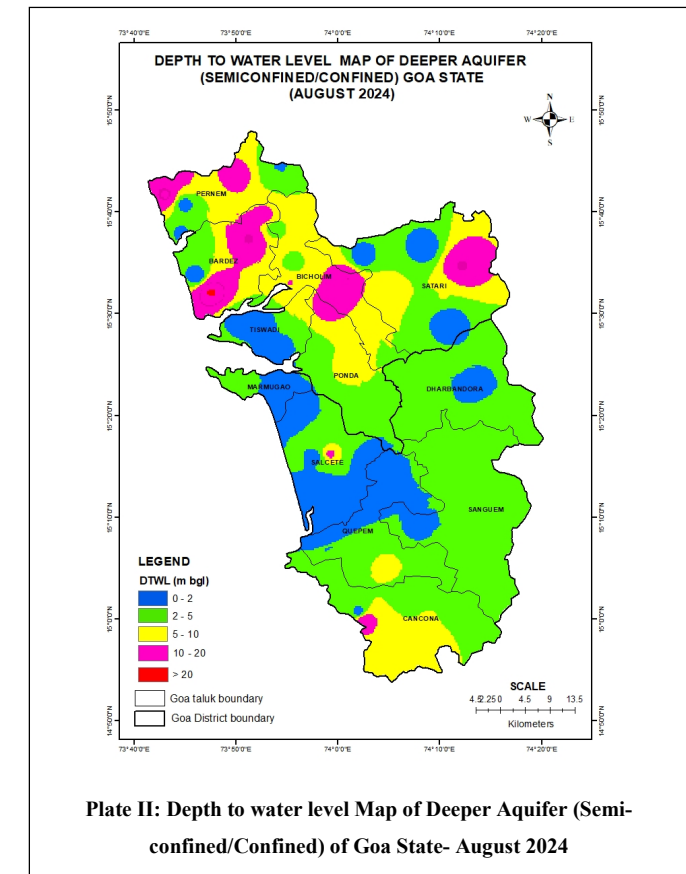 73°40'0"E 73°50'0"E 74°0'0"E 74°10'0"E 74°20'0"E
DEPTH TO WATER LEVEL MAP OF DEEPER AQUIFER
(SEMICONFINED/CONFINED) GOA STATE
(AUGUST 2024)
N
W E
S
15°50'0"N 15°50'0"N
15°40'0"N 15°40'0"N
PERNEM
BARDEZ
BICHOLIM
SATARI
15°30'0"N 15°30'0"N
TISWADI
PONDA
MARMUGAO
DHARBANDORA
15°20'0"N 15°20'0"N
SALCETE
SANGUEM
15°10'0"N 15°10'0"N
QUEPEM
CANCONA
15°0'0"N 15°0'0"N
LEGEND
DTWL (m bgl)
0 - 2
2 - 5
5 - 10
10 - 20
> 20
Goa taluk boundary
Goa District boundary
SCALE
4.52.25 0 4.5 9 13.5
Kilometers
14°50'0"N 14°50'0"N
73°40'0"E 73°50'0"E 74°0'0"E 74°10'0"E 74°20'0"E
Plate II: Depth to water level Map of Deeper Aquifer (Semi-
confined/Confined) of Goa State- August 2024